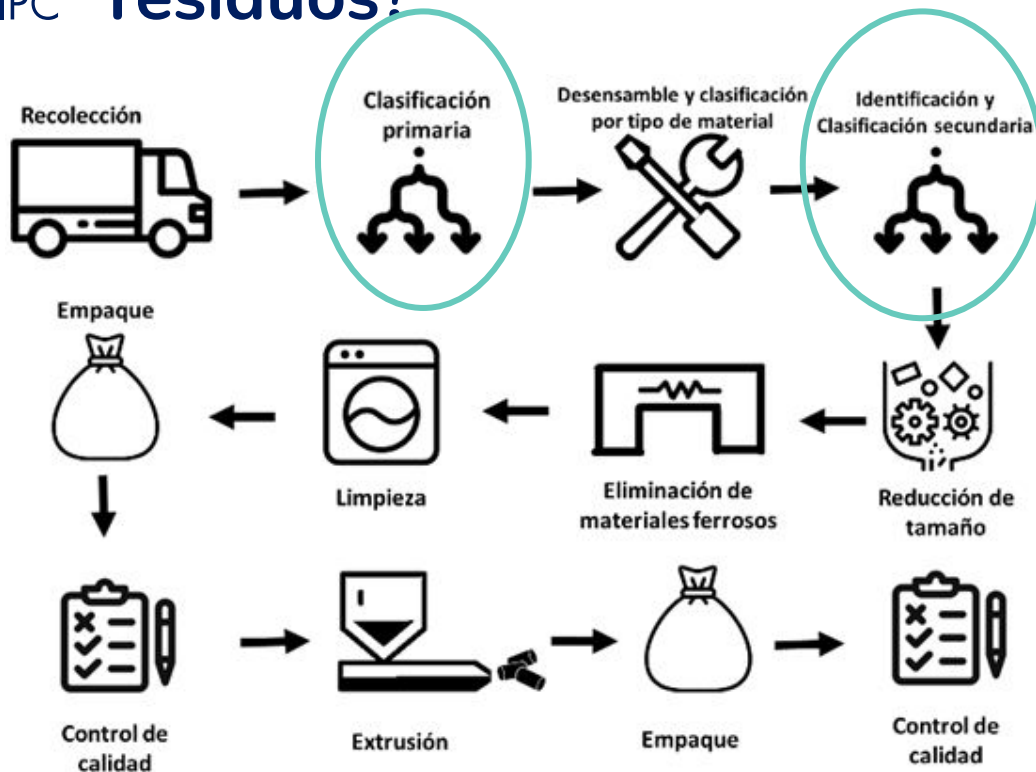 IPC residuos?
Recolección
Clasificación
primaria
Desensamble y clasificación
por tipo de material
Identificación y
Clasificación secundaria
Empaque
Limpieza
Eliminación de
materiales ferrosos
Reducción de
tamaño
Control de
calidad
Extrusión
Empaque
Control de
calidad